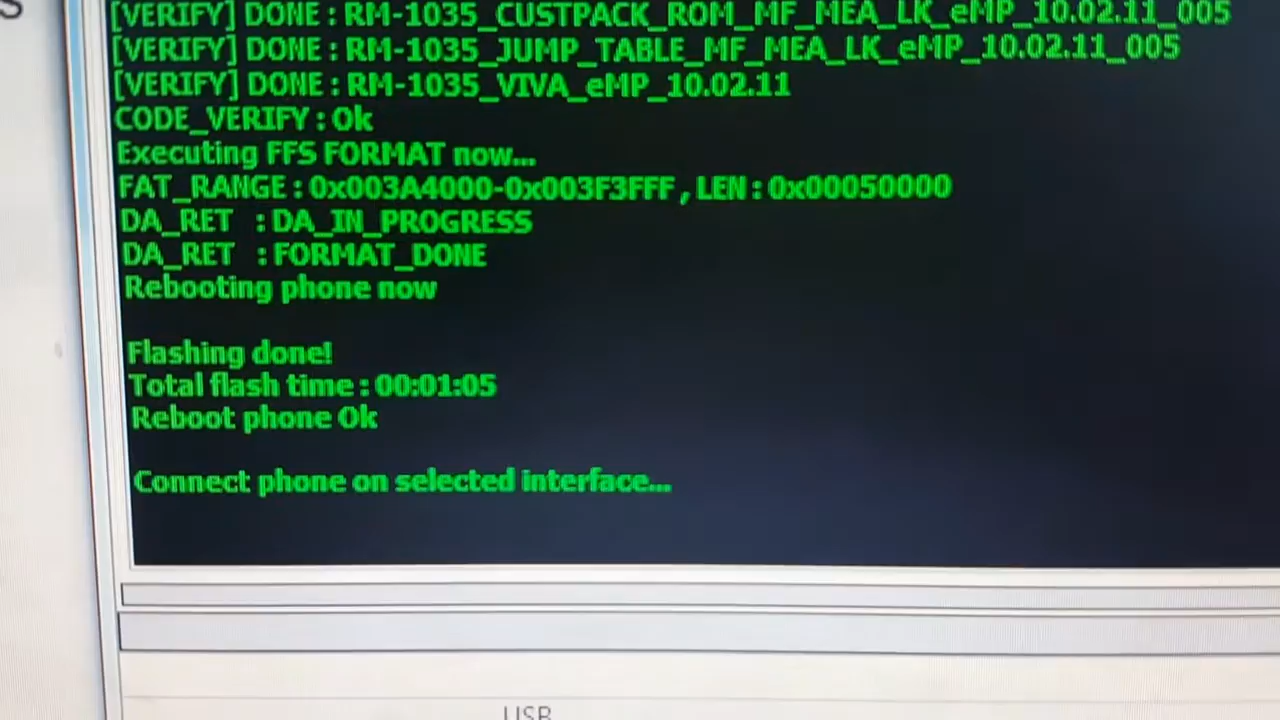 [VERIFY] DONE : RM-1035_CUSTPACK_ROM_MF_MEA_LK_eMP_10.02.11_005
[VERIFY] DONE : RM-1035_JUMP_TABLE_MF_MEA_LK_eMP_10.02.11_005
[VERIFY] DONE : RM-1035_VIVA_eMP_10.02.11
CODE_VERIFY : Ok
Executing FFS FORMAT now...
FAT_RANGE : 0x003A4000-0x003F3FFF , LEN : 0x00050000
DA_RET : DA_IN_PROGRESS
DA_RET : FORMAT_DONE
Rebooting phone now
Flashing done!
Total flash time : 00:01:05
Reboot phone Ok
Connect phone on selected interface...
USB